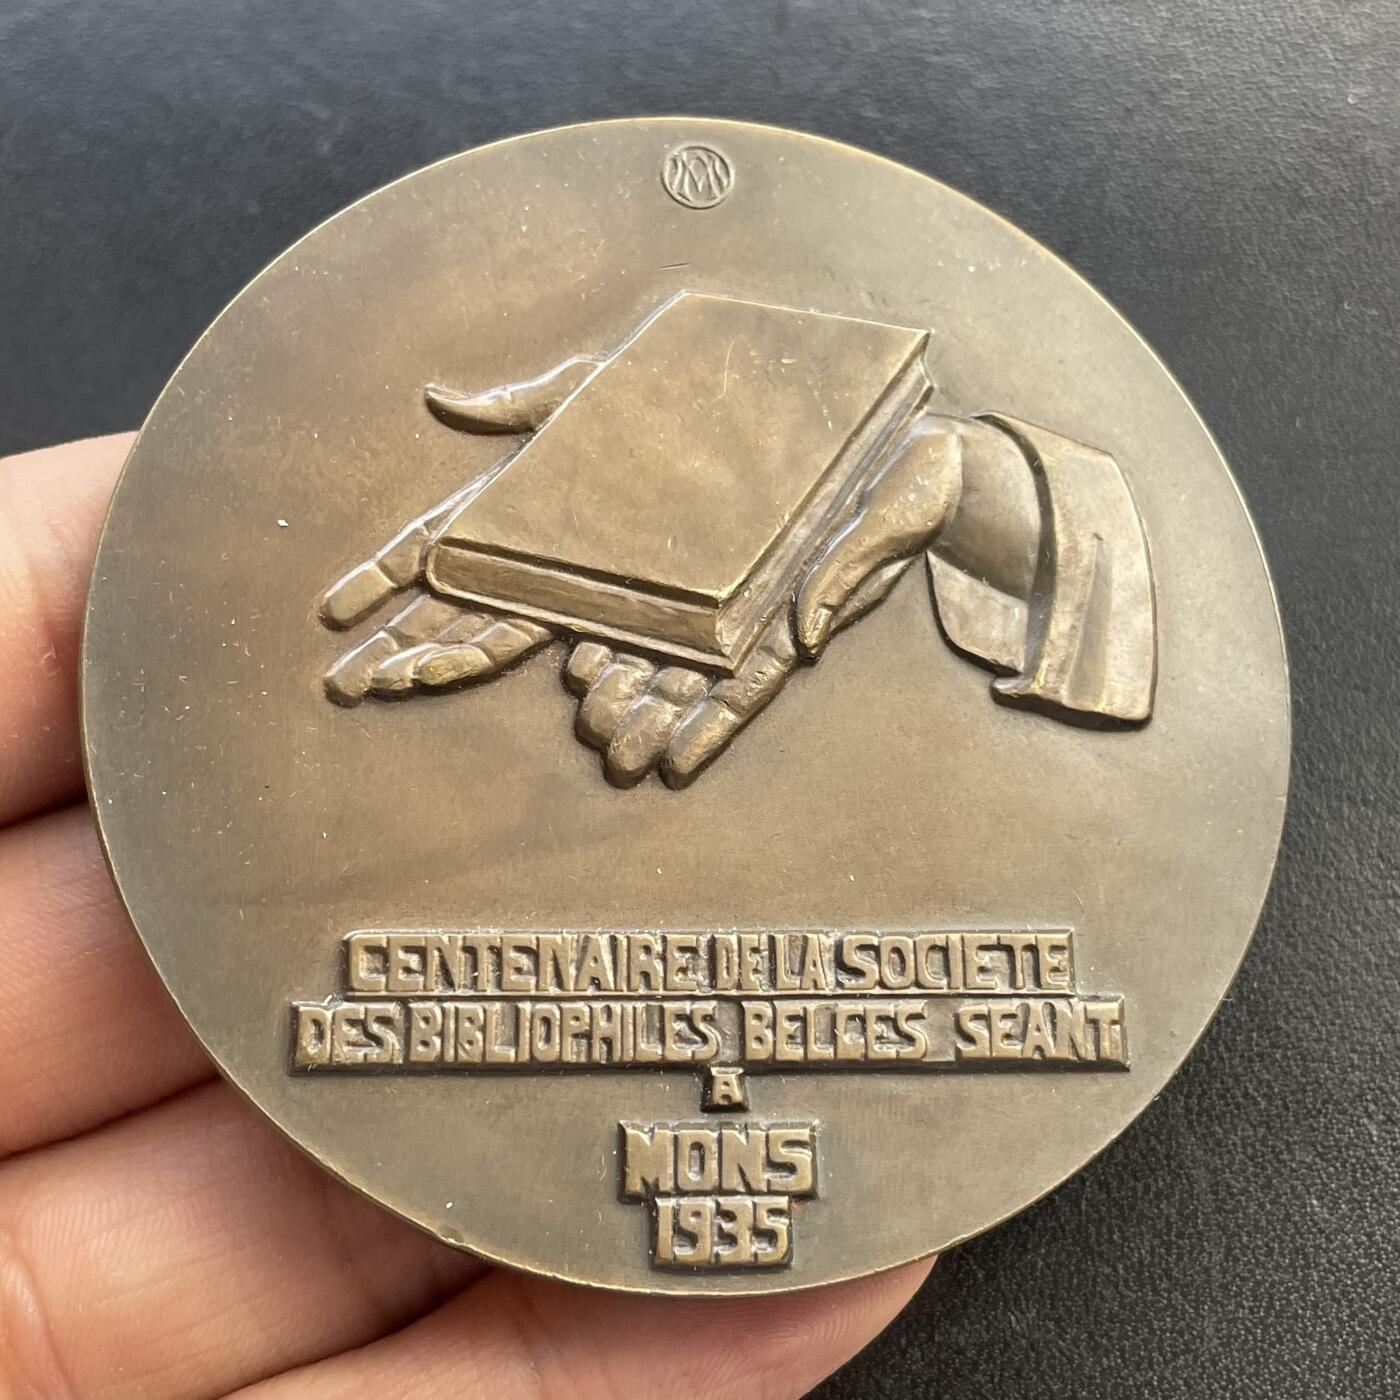 CENTENAIRE DE LA SOCIETE
DES BIBLIOPHILES BELGES SEANT
A
MONS
1935